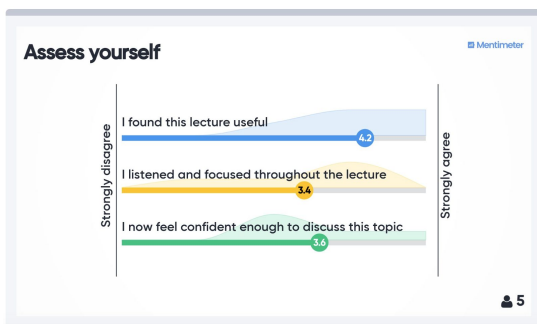 Assess yourself
Mentimeter
Strongly disagree
I found this lecture useful
4.2
I listened and focused throughout the lecture
3.4
I now feel confident enough to discuss this topic
3.6
Strongly agree
5